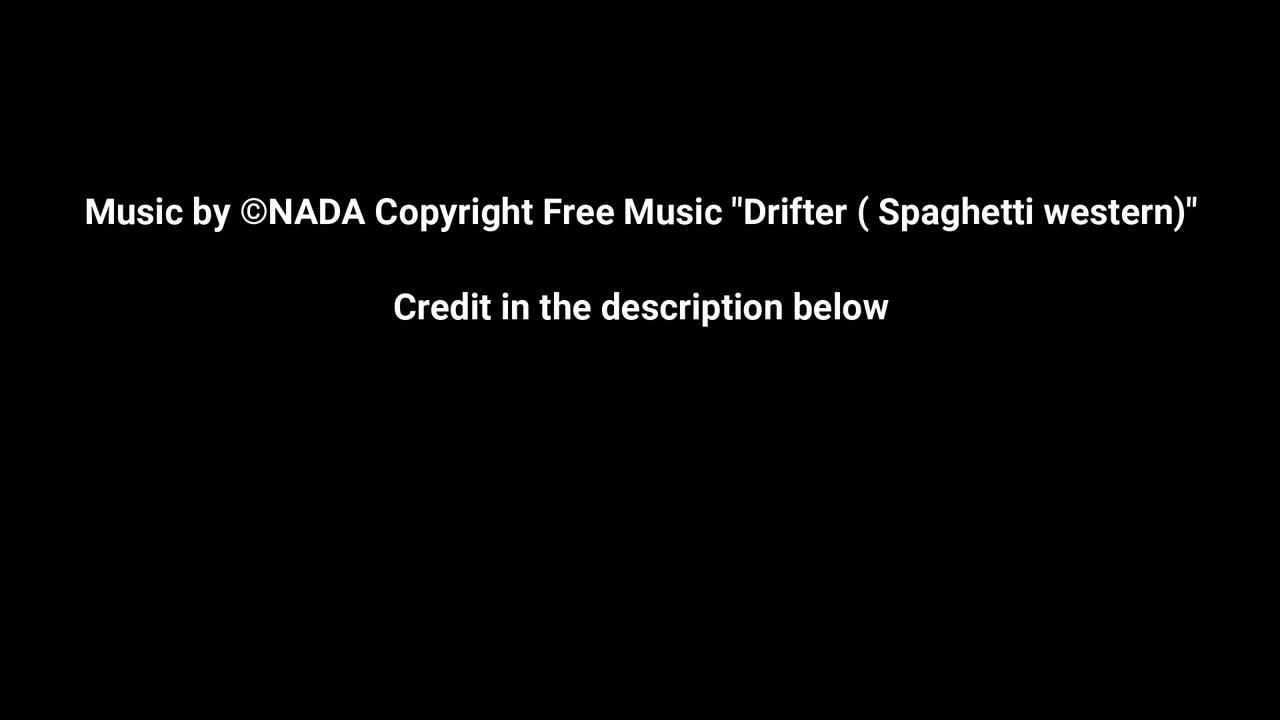 Music by ©NADA Copyright Free Music "Drifter ( Spaghetti western)"
Credit in the description below